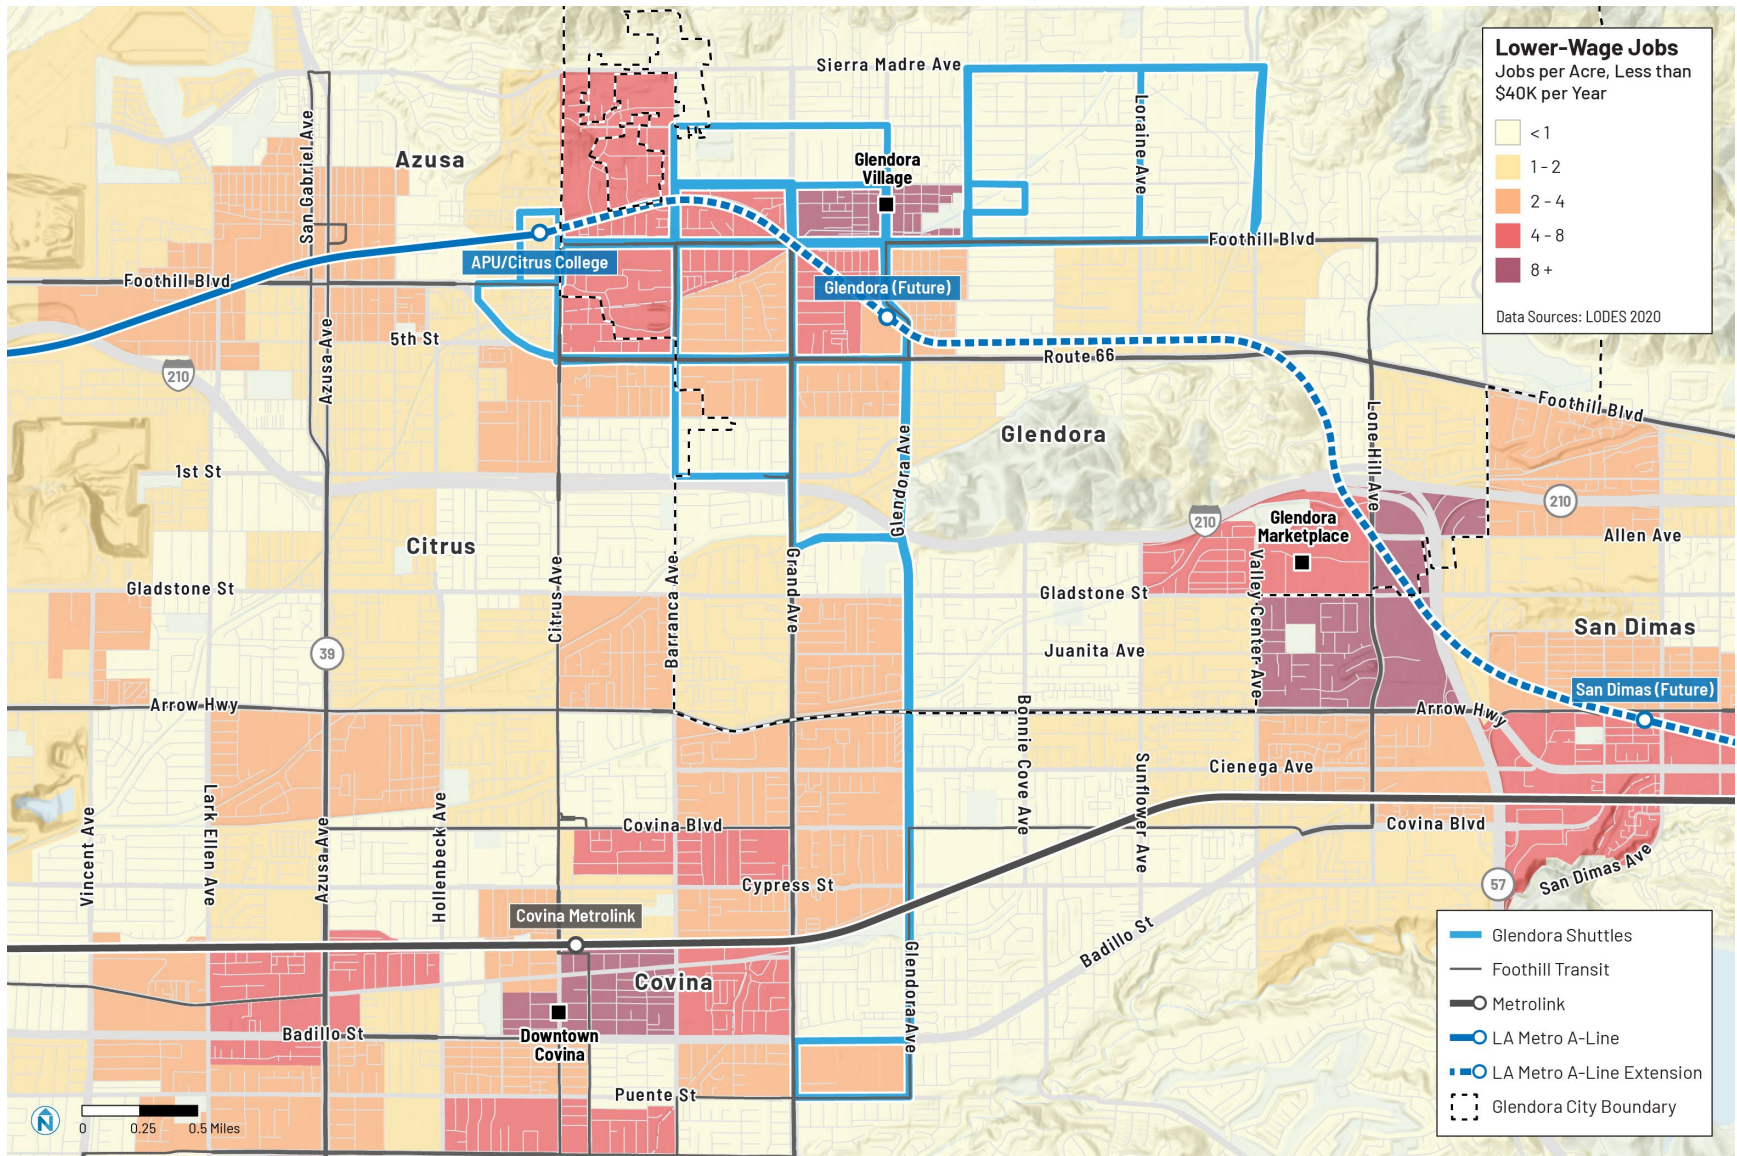 Lower-Wage Jobs
Jobs per Acre, Less than
$40K per Year
< 1
1 - 2
2 - 4
4 - 8
8 +
Data Sources: LODES 2020
Sierra Madre Ave
San Gabriel Ave
Azusa
Loraine Ave
Glendora
Village
Foothill Blvd
APU/Citrus College
Foothill Blvd
Glendora (Future)
5th St
Azusa Ave
Route 66
210
Foothill Blvd
Lone Hill Ave
Glendora
Glendora Ave
1st St
210
210
Glendora
Marketplace
Allen Ave
Citrus
Gladstone St
Citrus Ave
Barranca Ave
Grand Ave
Gladstone St
Valley Center Ave
San Dimas
39
Juanita Ave
San Dimas (Future)
Arrow Hwy
Arrow Hwy
Bonnie Cove Ave
Sunflower Ave
Cienega Ave
Vincent Ave
Lark Ellen Ave
Azusa Ave
Hollenbeck Ave
Covina Blvd
Covina Blvd
Cypress St
San Dimas Ave
57
Covina Metrolink
Badillo St
Glendora Ave
Covina
Badillo St
Downtown
Covina
Puente St
N
0 0.25 0.5 Miles
Glendora Shuttles
Foothill Transit
Metrolink
LA Metro A-Line
LA Metro A-Line Extension
Glendora City Boundary